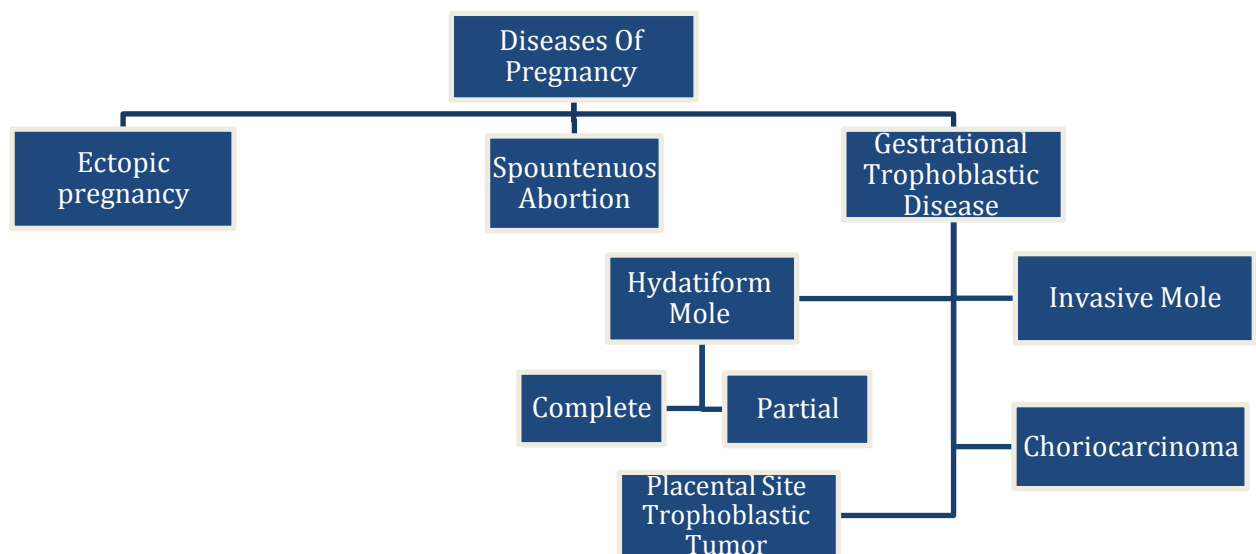 Diseases Of
Pregnancy
Ectopic
pregnancy
Spountenuos
Abortion
Gestrational
Trophoblastic
Disease
Hydatiform
Mole
Invasive Mole
Complete
Partial
Choriocarcinoma
Placental Site
Trophoblastic
Tumor